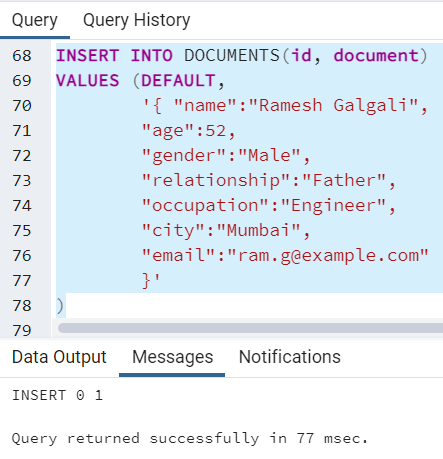 Query Query History
68 INSERT INTO DOCUMENTS(id, document)
69 VALUES (DEFAULT,
70 '{ "name":"Ramesh Galgali",
71 "age":52,
72 "gender":"Male",
73 "relationship":"Father",
74 "occupation":"Engineer",
75 "city":"Mumbai",
76 "email":"ram.g@example.com"
77 }'
78 )
79
Data Output Messages Notifications
INSERT 0 1
Query returned successfully in 77 msec.